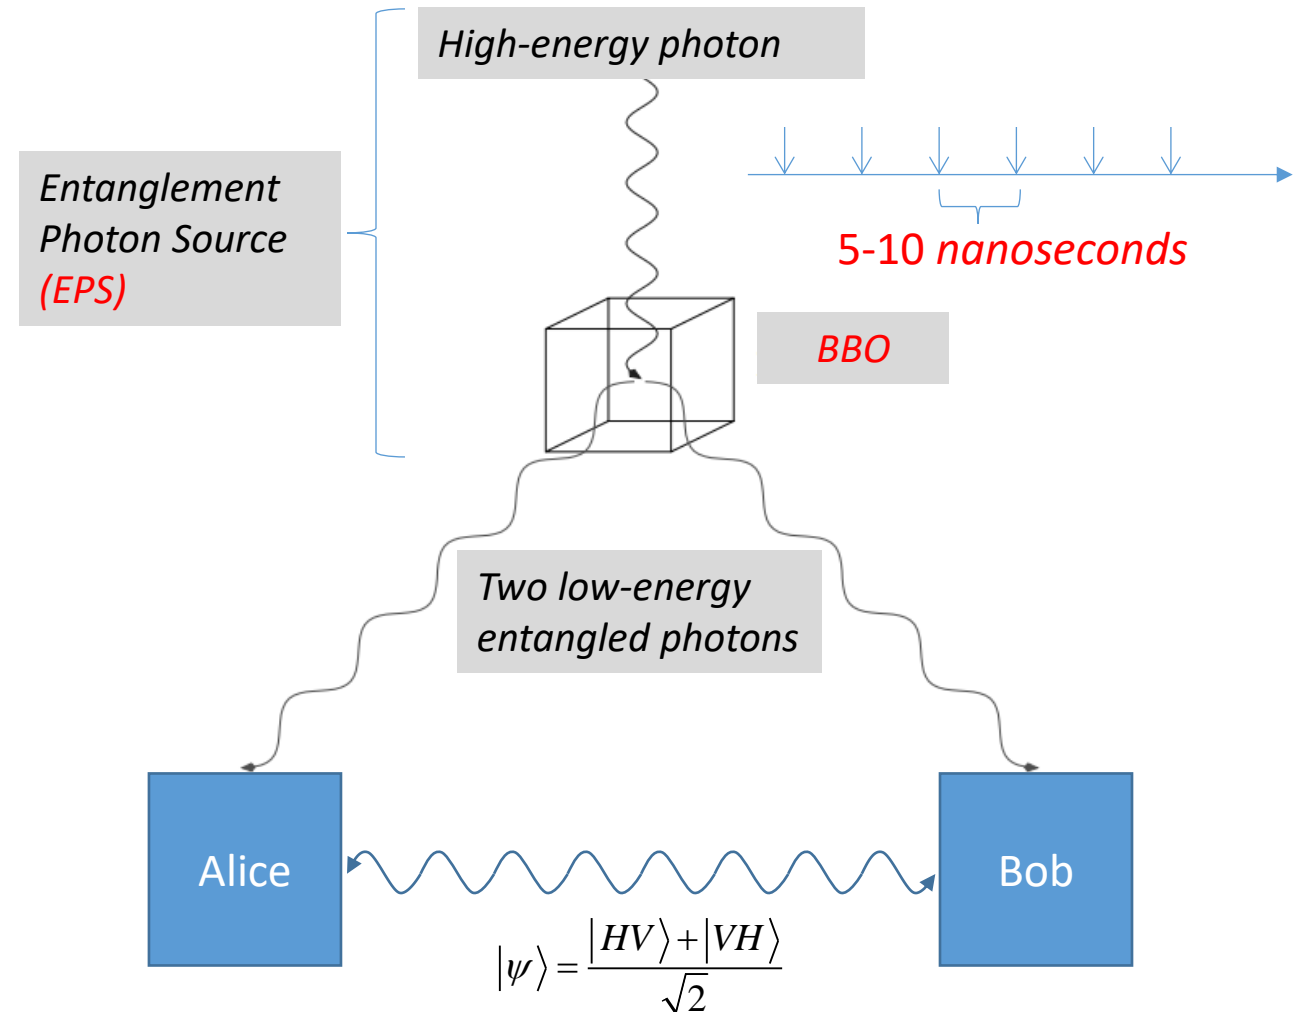 High-energy photon
Entanglement
Photon Source
(EPS)
5-10 nanoseconds
BBO
Two low-energy
entangled photons
Alice
Bob
|ψ⟩ = (|HV⟩+|VH⟩)/√2